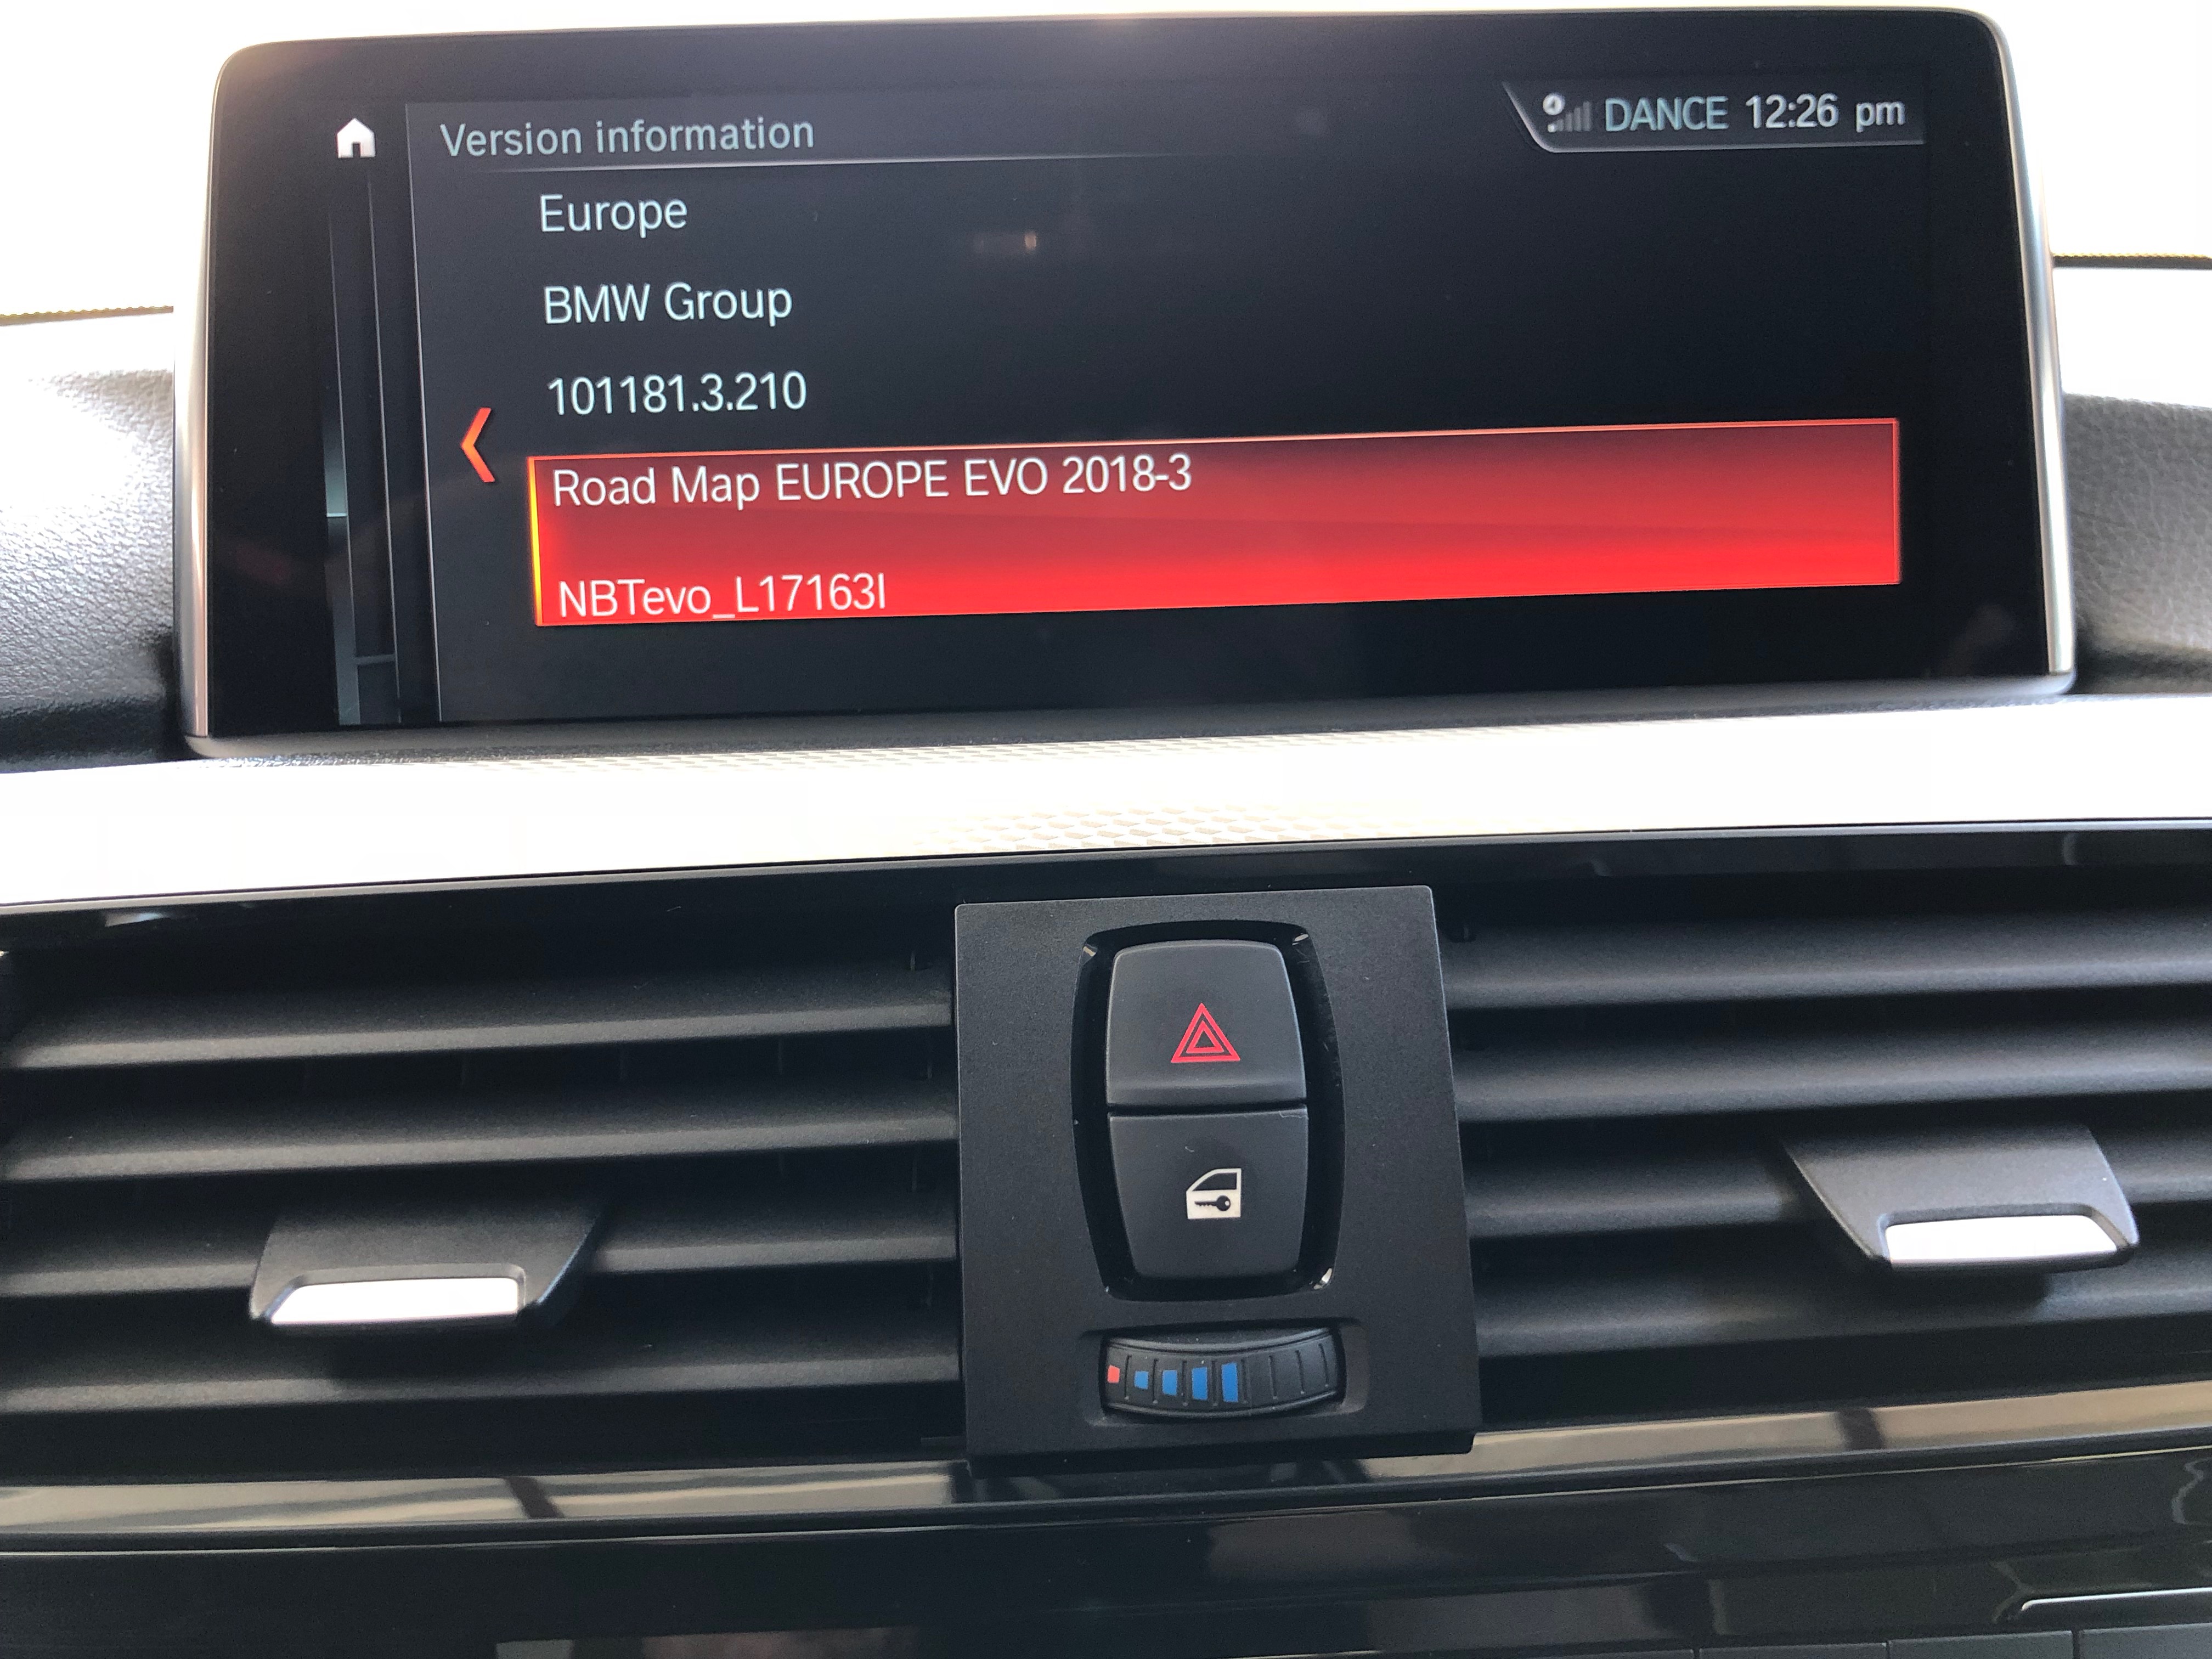 Version information
DANCE 12:26 pm
Europe
BMW Group
101181.3.210
Road Map EUROPE EVO 2018-3
NBTevo_L17163I